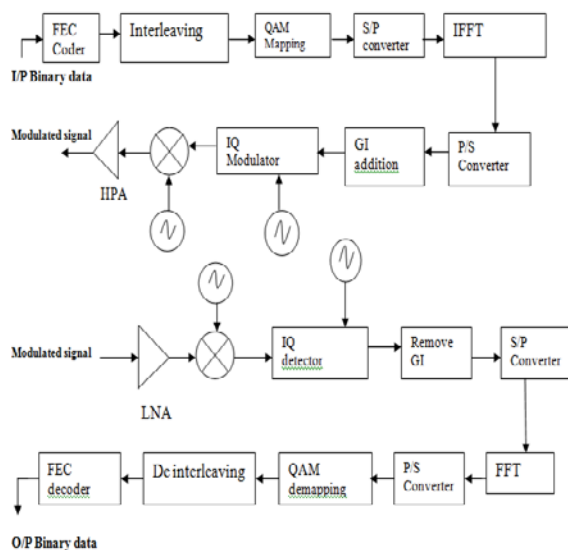 FEC
Coder
Interleaving
QAM
Mapping
S/P
converter
IFFT
I/P Binary data
Modulated signal
HPA
IQ
Modulator
GI
addition
P/S
Converter
Modulated signal
LNA
IQ
detector
Remove
GI
S/P
Converter
FEC
decoder
De interleaving
QAM
demapping
P/S
Converter
FFT
O/P Binary data